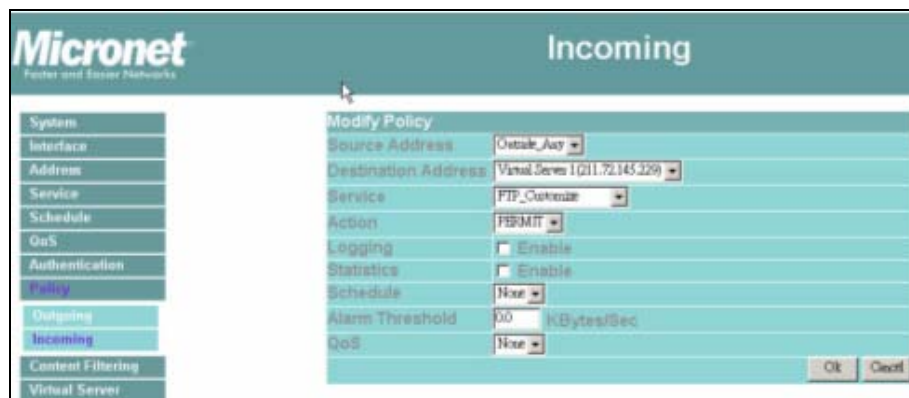 Micronet
Faster and Easier Networks
Incoming
System
Interface
Address
Service
Schedule
QoS
Authentication
Policy
Outgoing
Incoming
Content Filtering
Virtual Server
Modify Policy
Source Address Outside_Any
Destination Address Virtual Server 1(211.72.145.229)
Service FTP_Customize
Action PERMIT
Logging Enable
Statistics Enable
Schedule None
Alarm Threshold 0.0 KBytes/Sec
QoS None
Ok Cancel